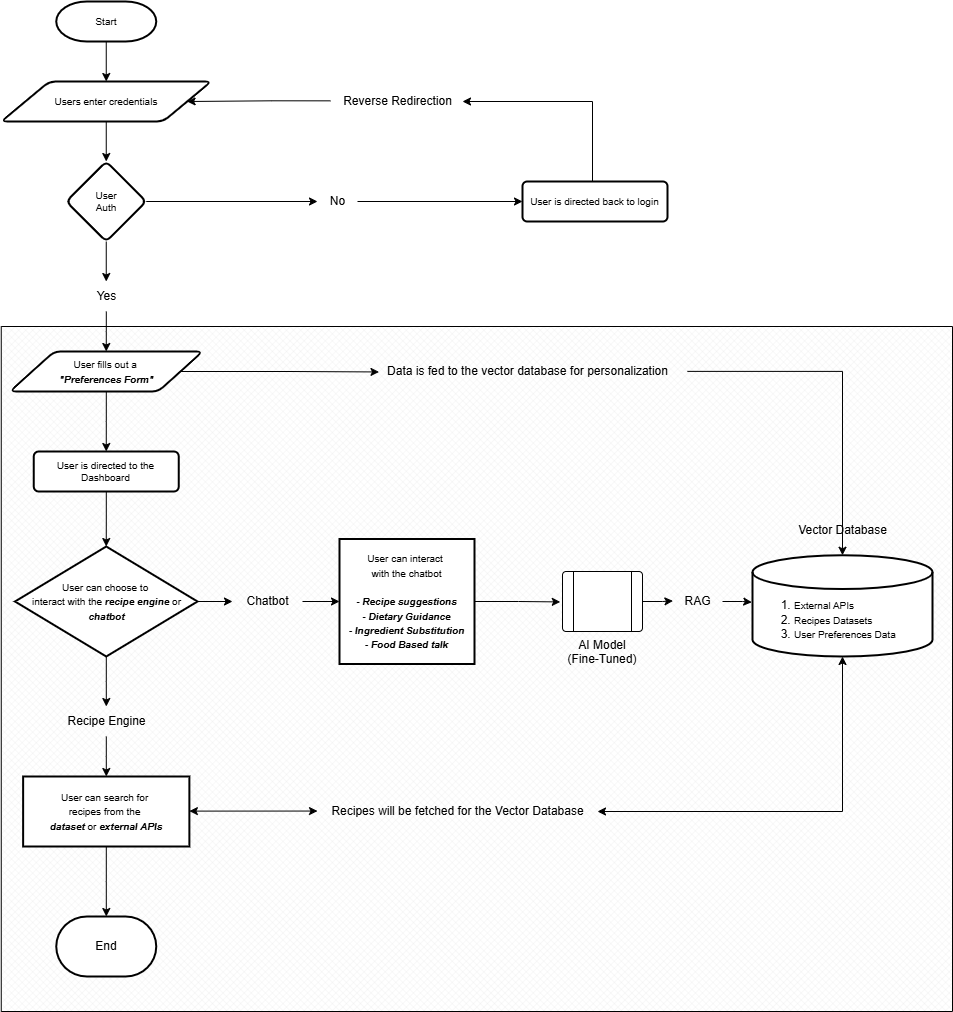 Start
Users enter credentials
Reverse Redirection
User
Auth
No
User is directed back to login
Yes
User fills out a
"Preferences Form"
Data is fed to the vector database for personalization
User is directed to the
Dashboard
Vector Database
User can choose to
interact with the recipe engine or
chatbot
Chatbot
User can interact
with the chatbot
- Recipe suggestions
- Dietary Guidance
- Ingredient Substitution
- Food Based talk
AI Model
(Fine-Tuned)
RAG
1. External APIs
2. Recipes Datasets
3. User Preferences Data
Recipe Engine
User can search for
recipes from the
dataset or external APIs
Recipes will be fetched for the Vector Database
End